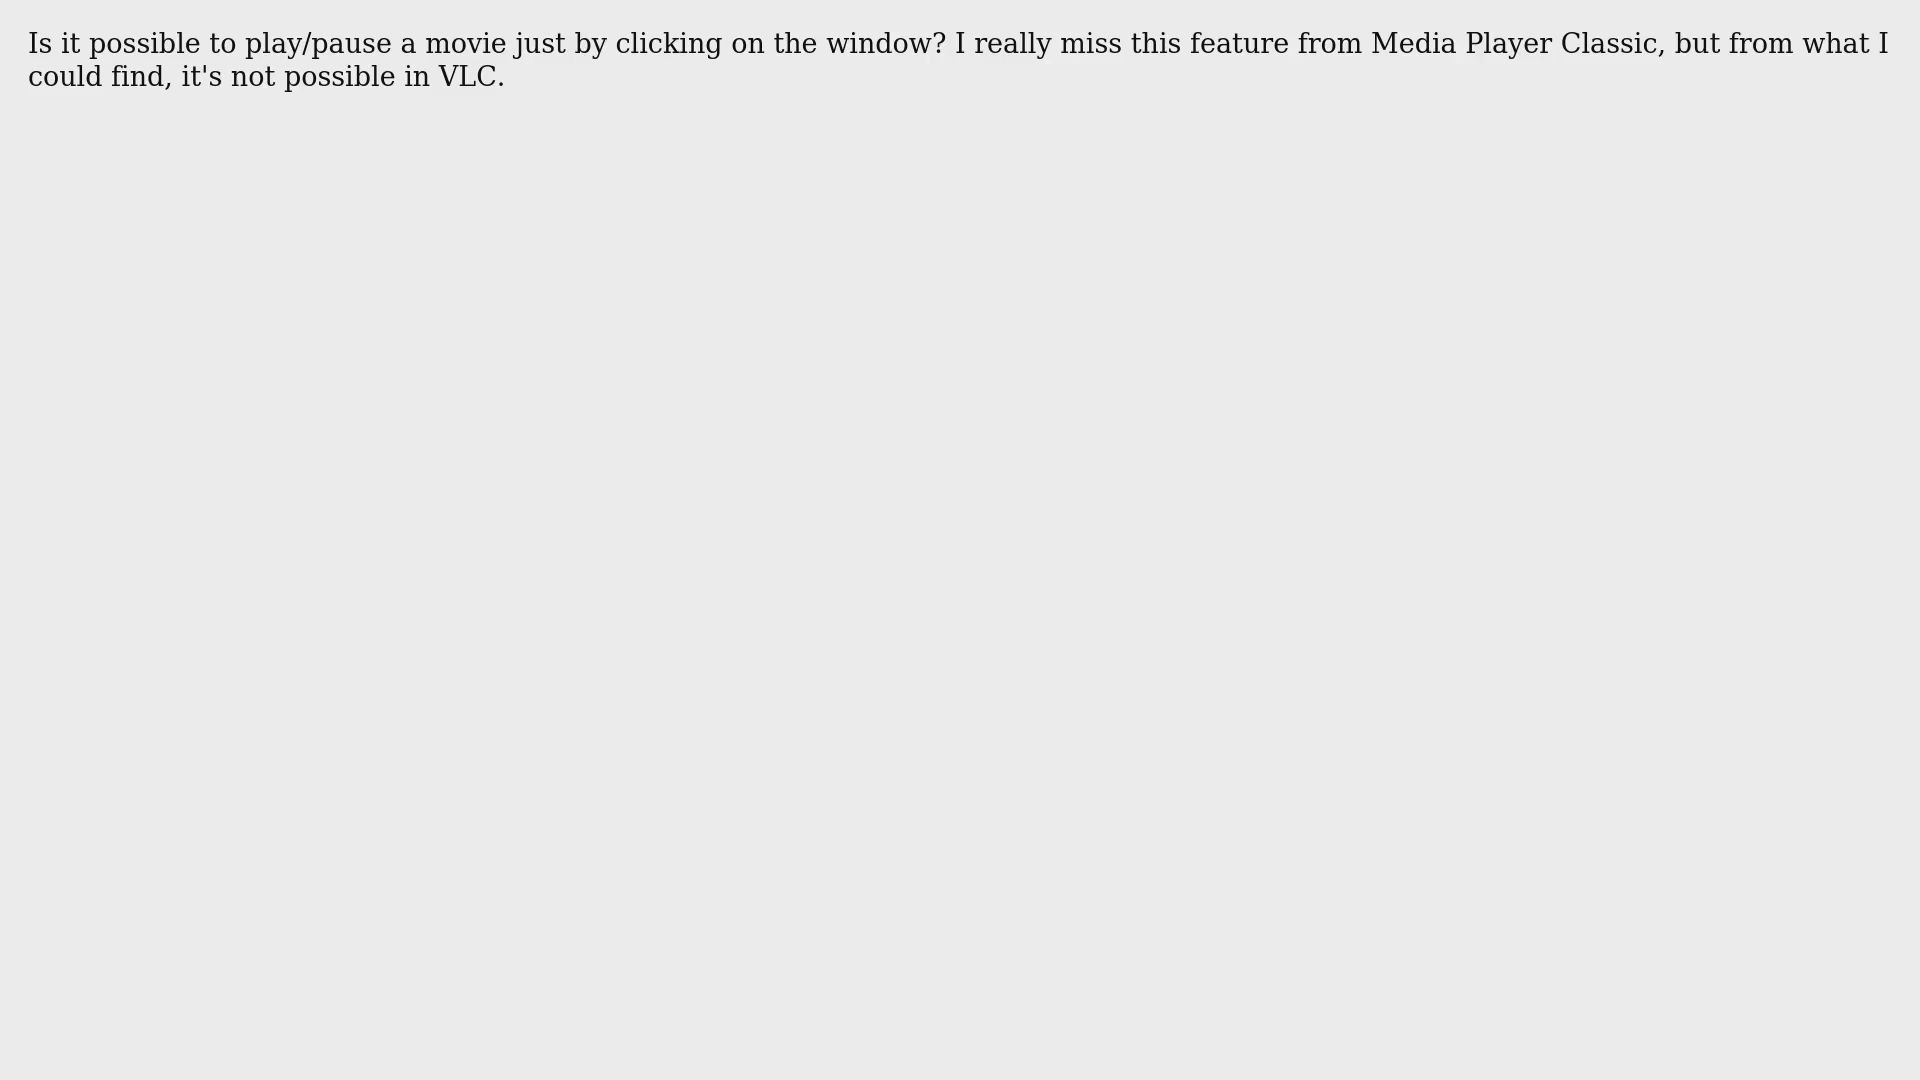 Is it possible to play/pause a movie just by clicking on the window? I really miss this feature from Media Player Classic, but from what I
could find, it's not possible in VLC.